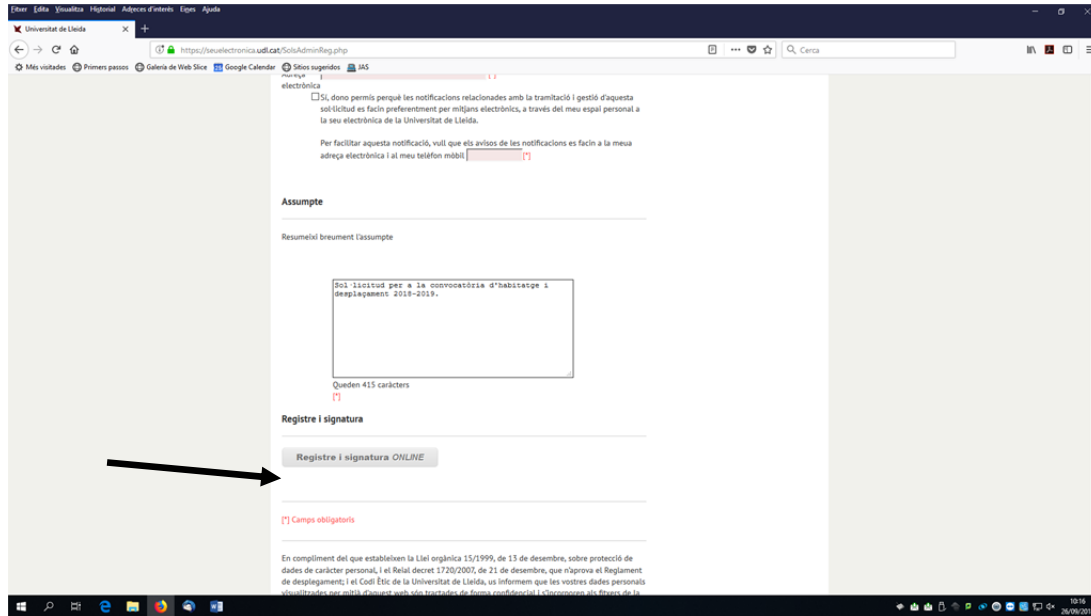 Fitxer Edita Visualitza Historial Adreces d'interès Eines Ajuda
Universitat de Lleida
https://seuelectronica.udl.cat/SolsAdminReg.php
Cerca
Més visitades Primers passos Galeria de Web Slice Google Calendar Sitios sugeridos JAS
Adreça [*]
electrònica
Sí, dono permís perquè les notificacions relacionades amb la tramitació i gestió d'aquesta
sol·licitud es facin preferentment per mitjans electrònics, a través del meu espai personal a
la seu electrònica de la Universitat de Lleida.
Per facilitar aquesta notificació, vull que els avisos de les notificacions es facin a la meua
adreça electrònica i al meu telèfon mòbil [*]
Assumpte
Resumeixi breument l'assumpte
Sol·licitud per a la convocatòria d'habitatge i
desplaçament 2018-2019.
Queden 415 caràcters
[*]
Registre i signatura
Registre i signatura ONLINE
[*] Camps obligatoris
En compliment del que estableixen la Llei orgànica 15/1999, de 13 de desembre, sobre protecció de
dades de caràcter personal, i el Reial decret 1720/2007, de 21 de desembre, que n'aprova el Reglament
de desplegament; i el Codi Ètic de la Universitat de Lleida, us informem que les vostres dades personals
visualitzades per mitjà d'aquest web són tractades de forma confidencial i s'incorporen als fitxers de la
10:16
26/09/201